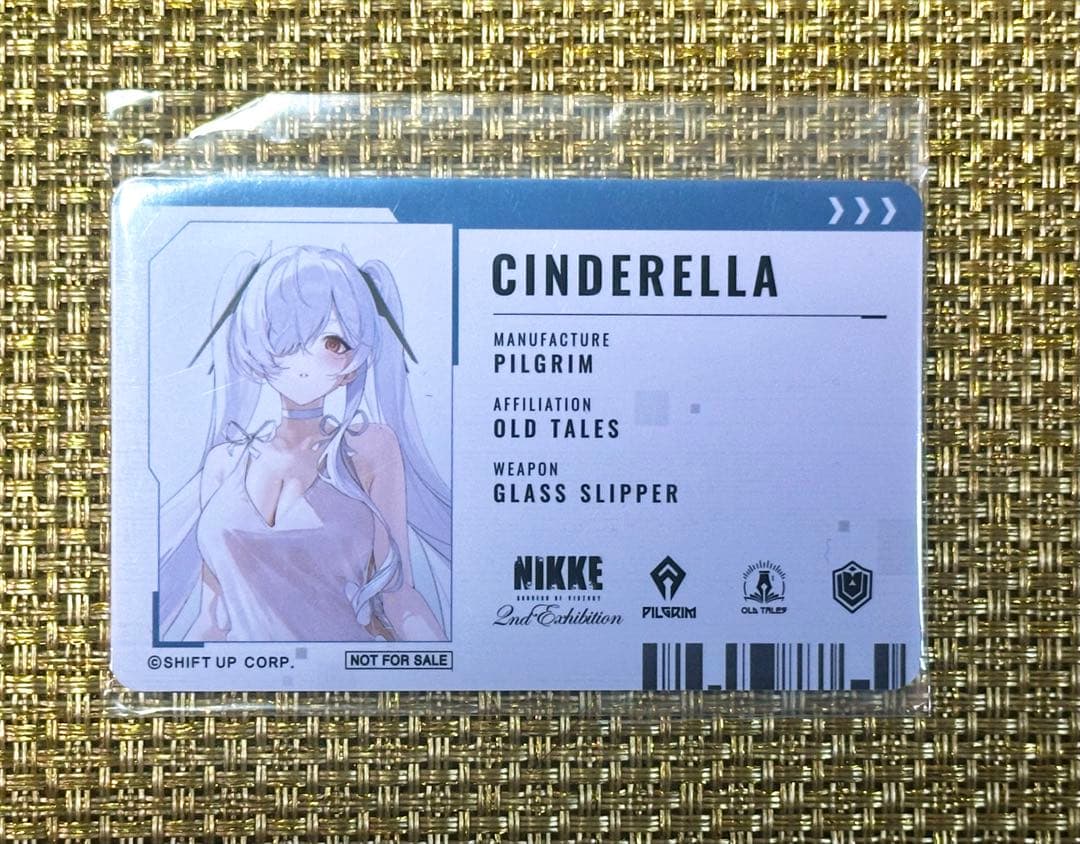 CINDERELLA
MANUFACTURE
PILGRIM
AFFILIATION
OLD TALES
WEAPON
GLASS SLIPPER
NIKKE
GODDESS OF VICTORY
2nd Exhibition
PILGRIM
OLD TALES
©SHIFT UP CORP.
NOT FOR SALE